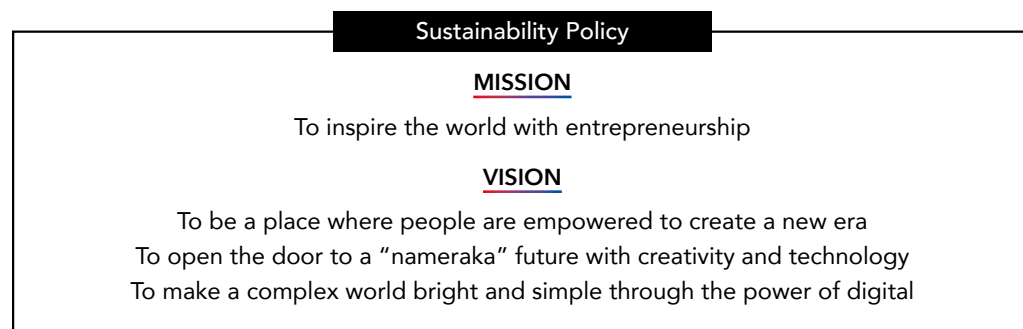 Sustainability Policy
MISSION
To inspire the world with entrepreneurship
VISION
To be a place where people are empowered to create a new era
To open the door to a “nameraka” future with creativity and technology
To make a complex world bright and simple through the power of digital